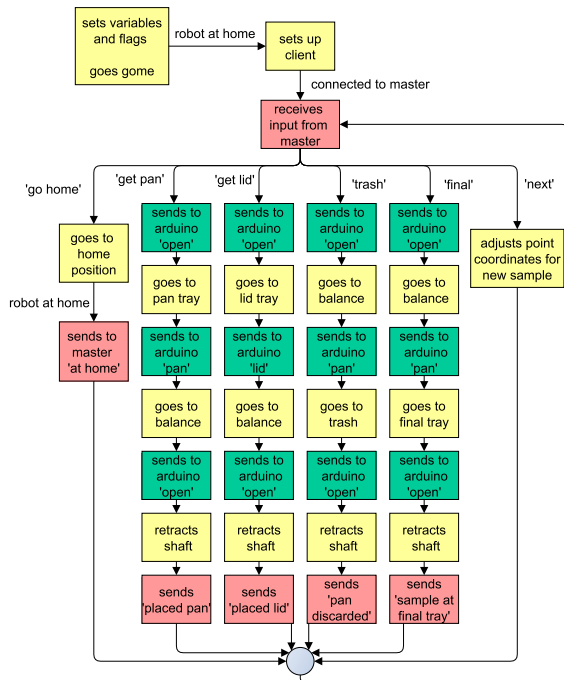 sets variables
and flags
goes gome
robot at home
sets up
client
connected to master
receives
input from
master
'go home'
'get pan'
'get lid'
'trash'
'final'
'next'
goes to
home
position
robot at home
sends to
master
'at home'
sends to
arduino
'open'
goes to
pan tray
sends to
arduino
'pan'
goes to
balance
sends to
arduino
'open'
retracts
shaft
sends
'placed pan'
sends to
arduino
'open'
goes to
lid tray
sends to
arduino
'lid'
goes to
balance
sends to
arduino
'open'
retracts
shaft
sends
'placed lid'
sends to
arduino
'open'
goes to
balance
sends to
arduino
'pan'
goes to
trash
sends to
arduino
'open'
retracts
shaft
sends
'pan
discarded'
sends to
arduino
'open'
goes to
balance
sends to
arduino
'pan'
goes to
final tray
sends to
arduino
'open'
retracts
shaft
sends
'sample at
final tray'
adjusts point
coordinates for
new sample